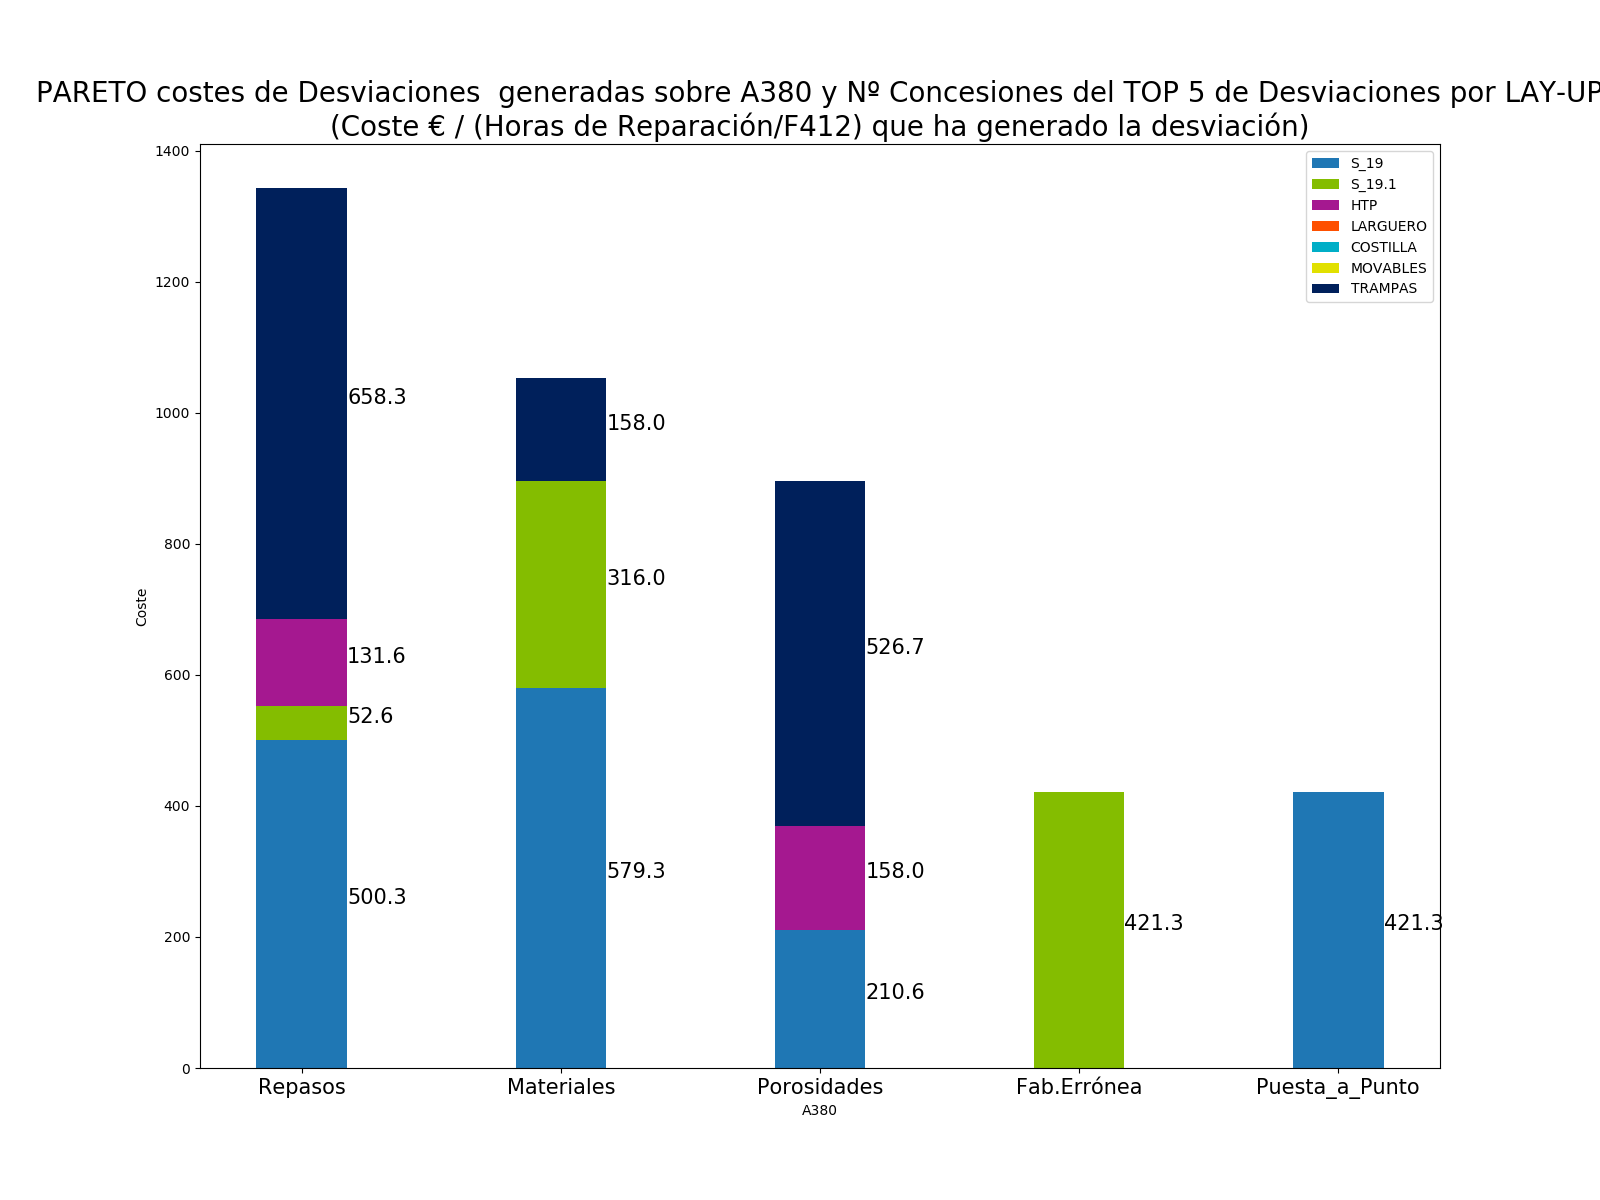 PARETO costes de Desviaciones  generadas sobre A380 y Nº Concesiones del TOP 5 de Desviaciones por LAY-UP
(Coste € / (Horas de Reparación/F412) que ha generado la desviación)
1400
1200
1000
800
600
400
200
0
Coste
S_19
S_19.1
HTP
LARGUERO
COSTILLA
MOVABLES
TRAMPAS
658.3
131.6
52.6
500.3
158.0
316.0
579.3
526.7
158.0
210.6
421.3
421.3
Repasos Materiales Porosidades Fab.Errónea Puesta_a_Punto
A380